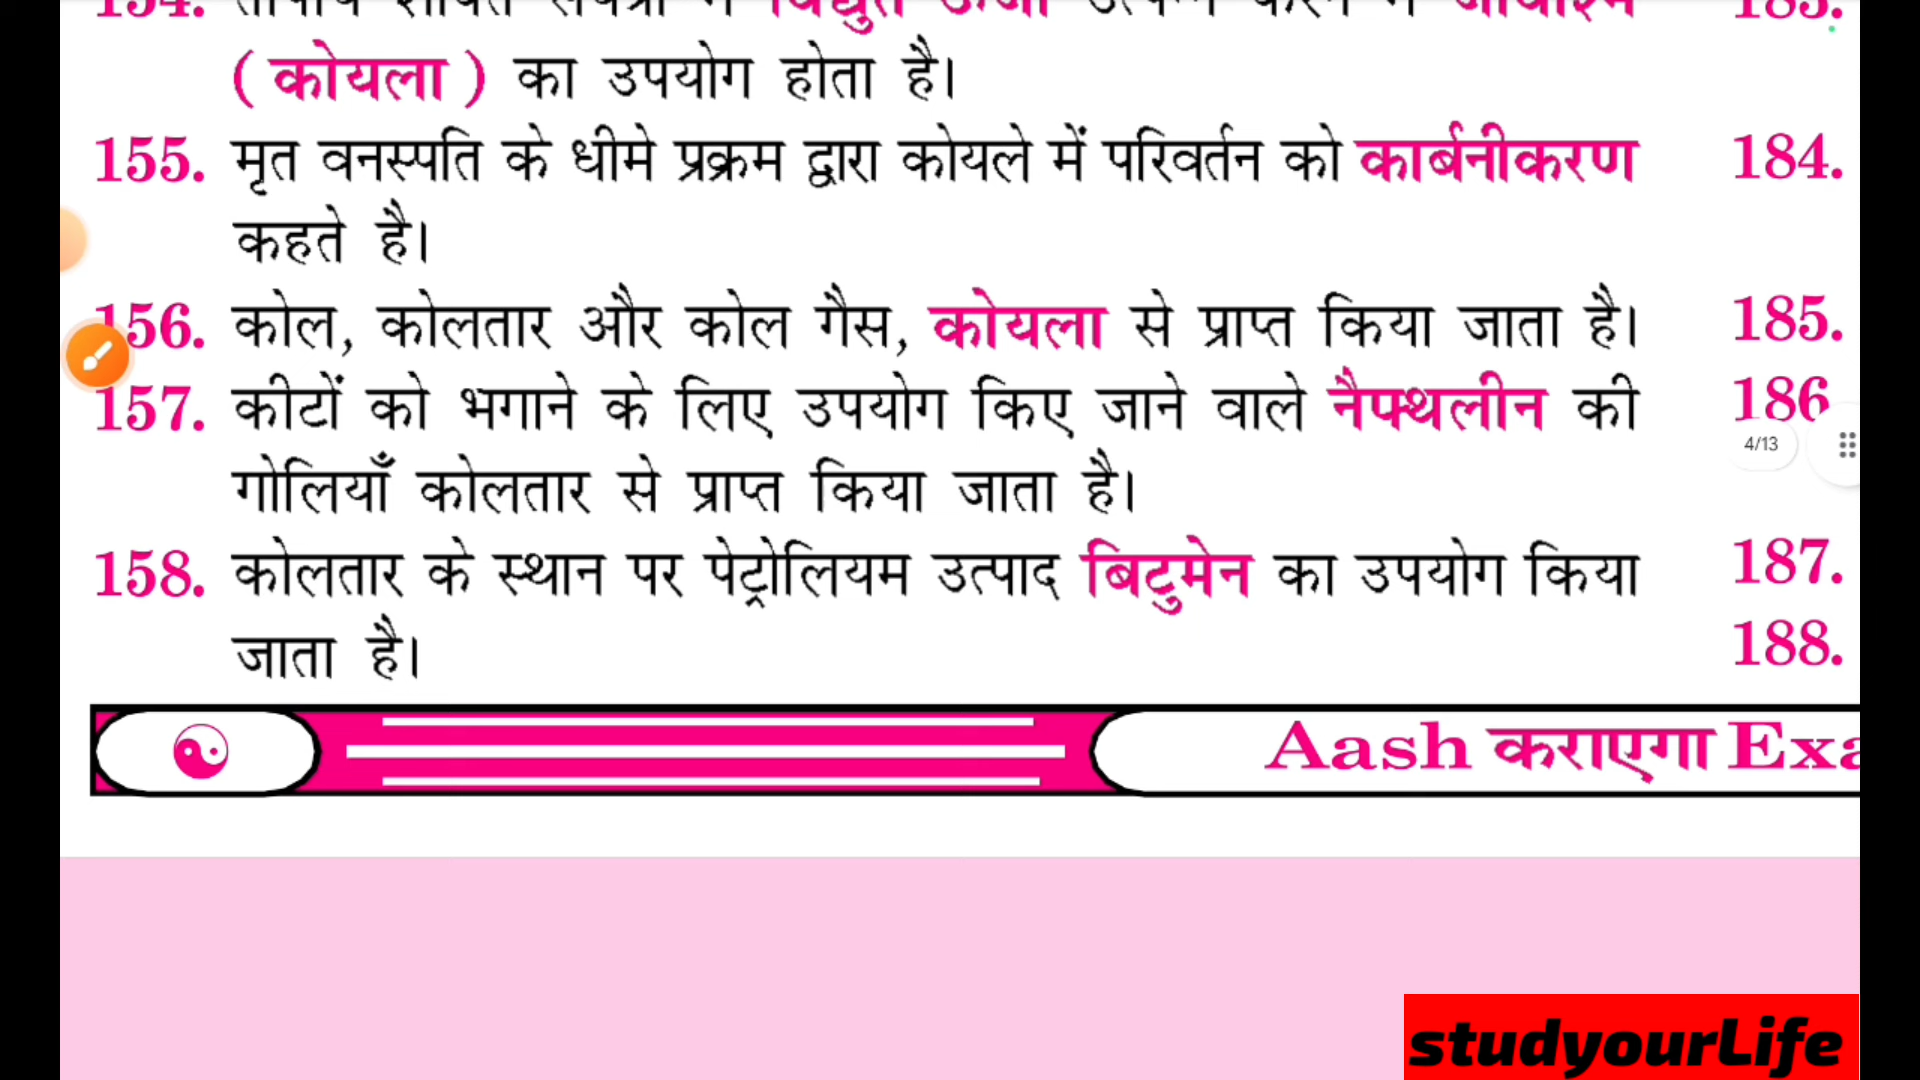 (कोयला) का उपयोग होता है।
155. मृत वनस्पति के धीमे प्रक्रम द्वारा कोयले में परिवर्तन को कार्बनीकरण
कहते है।
156. कोल, कोलतार और कोल गैस, कोयला से प्राप्त किया जाता है।
157. कीटों को भगाने के लिए उपयोग किए जाने वाले नैफ्थलीन की
गोलियाँ कोलतार से प्राप्त किया जाता है।
158. कोलतार के स्थान पर पेट्रोलियम उत्पाद बिटुमेन का उपयोग किया
जाता है।
184.
185.
186
4/13
187.
188.
Aash कराएगा Exa
studyourLife